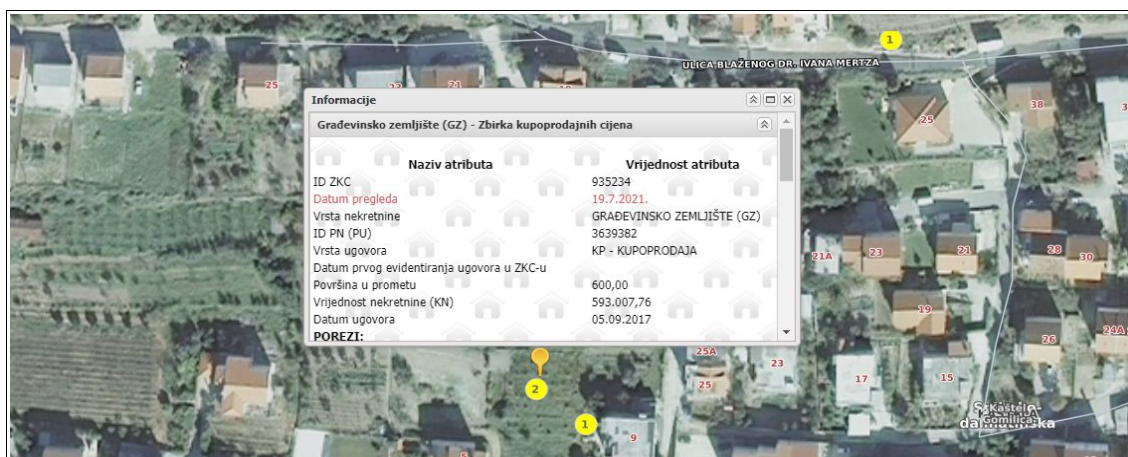 1
ULICA BLAŽENOG DR. IVANA MERTZA
25
21
38
25
Informacije
Građevinsko zemljište (GZ) - Zbirka kupoprodajnih cijena
Naziv atributa Vrijednost atributa
ID ZKC 935234
Datum pregleda 19.7.2021.
Vrsta nekretnine GRAĐEVINSKO ZEMLJIŠTE (GZ)
ID PN (PU) 3639382
Vrsta ugovora KP - KUPOPRODAJA
Datum prvog evidentiranja ugovora u ZKC-u
Površina u prometu 600,00
Vrijednost nekretnine (KN) 593.007,76
Datum ugovora 05.09.2017
POREZI:
21A
23
21
28
30
19
24A
26
25A
23
25
17
15
2
1
9
Kaštel
Gomilica